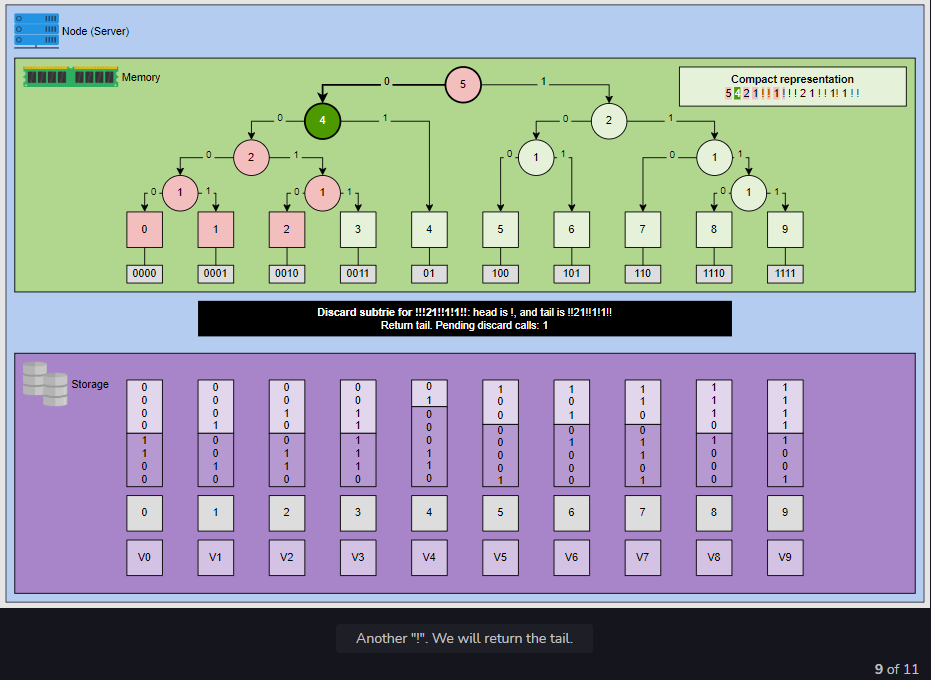 Node (Server)
Memory
Compact representation
5 4 2 1 ! ! 1 ! ! ! 2 1 ! ! 1! 1 ! !
0 5 1
0 4 1 0 2 1
0 2 1 0 1 1 0 1 1
0 1 1 0 1 1 0 1 1
0 1 2 3 4 5 6 7 8 9
0000 0001 0010 0011 01 100 101 110 1110 1111
Discard subtrie for !!!21!!1!1!!: head is !, and tail is !!21!!1!1!!
Return tail. Pending discard calls: 1
Storage
0 0 0 0 0 1 1 1 1 1
0 0 0 0 1 0 0 1 1 1
0 0 1 1 0 0 1 0 1 1
0 1 0 1 0 0 0 0 0 1
1 0 0 1 0 0 1 1 1 1
1 0 1 1 1 0 0 1 0 0
0 1 1 1 1 0 0 0 0 0
0 0 0 0 0 1 0 1 0 1
0 1 2 3 4 5 6 7 8 9
V0 V1 V2 V3 V4 V5 V6 V7 V8 V9
Another "!". We will return the tail.
9 of 11